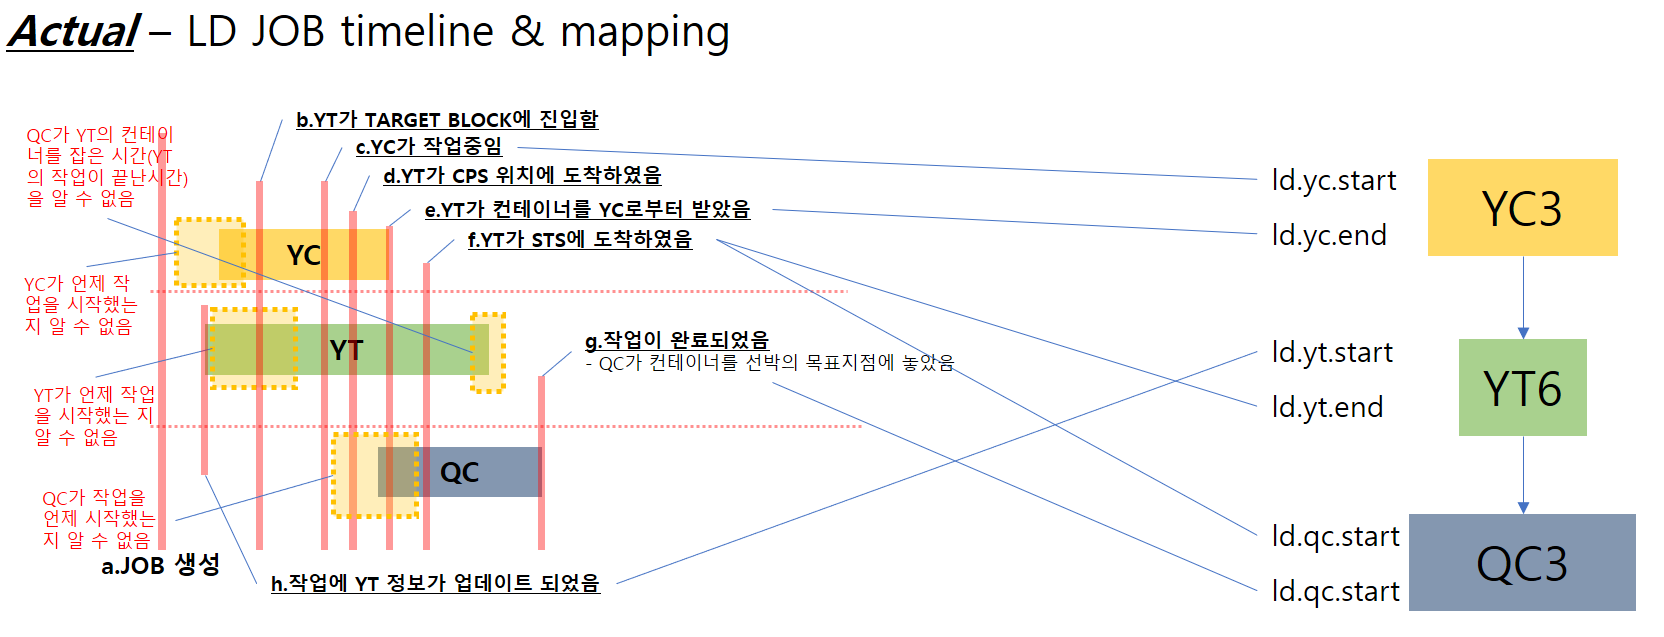 Actual – LD JOB timeline & mapping
b.YT가 TARGET BLOCK에 진입함
c.YC가 작업중임
d.YT가 CPS 위치에 도착하였음
e.YT가 컨테이너를 YC로부터 받았음
f.YT가 STS에 도착하였음
QC가 YT의 컨테이
너를 잡은 시간(YT
의 작업이 끝난시간)
을 알 수 없음
YC
YC가 언제 작
업을 시작했는
지 알 수 없음
YT
g.작업이 완료되었음
- QC가 컨테이너를 선박의 목표지점에 놓았음
YT가 언제 작업
을 시작했는 지
알 수 없음
QC
QC가 작업을
언제 시작했는
지 알 수 없음
a.JOB 생성
h.작업에 YT 정보가 업데이트 되었음
ld.yc.start
ld.yc.end
YC3
ld.yt.start
ld.yt.end
YT6
ld.qc.start
ld.qc.start
QC3